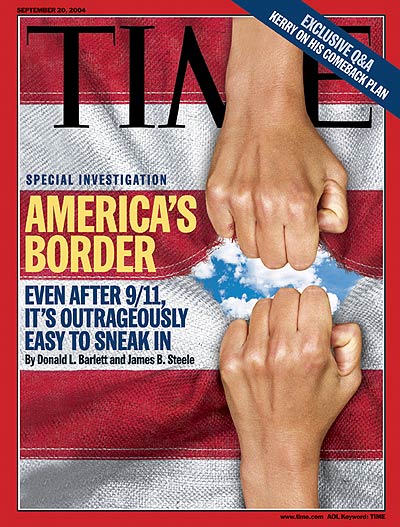 SEPTEMBER 20, 2004
EXCLUSIVE Q&A
KERRY ON HIS COMEBACK PLAN
TIME
SPECIAL INVESTIGATION
AMERICA'S
BORDER
EVEN AFTER 9/11,
IT'S OUTRAGEOUSLY
EASY TO SNEAK IN
By Donald L. Barlett and James B. Steele
www.time.com AOL Keyword: TIME